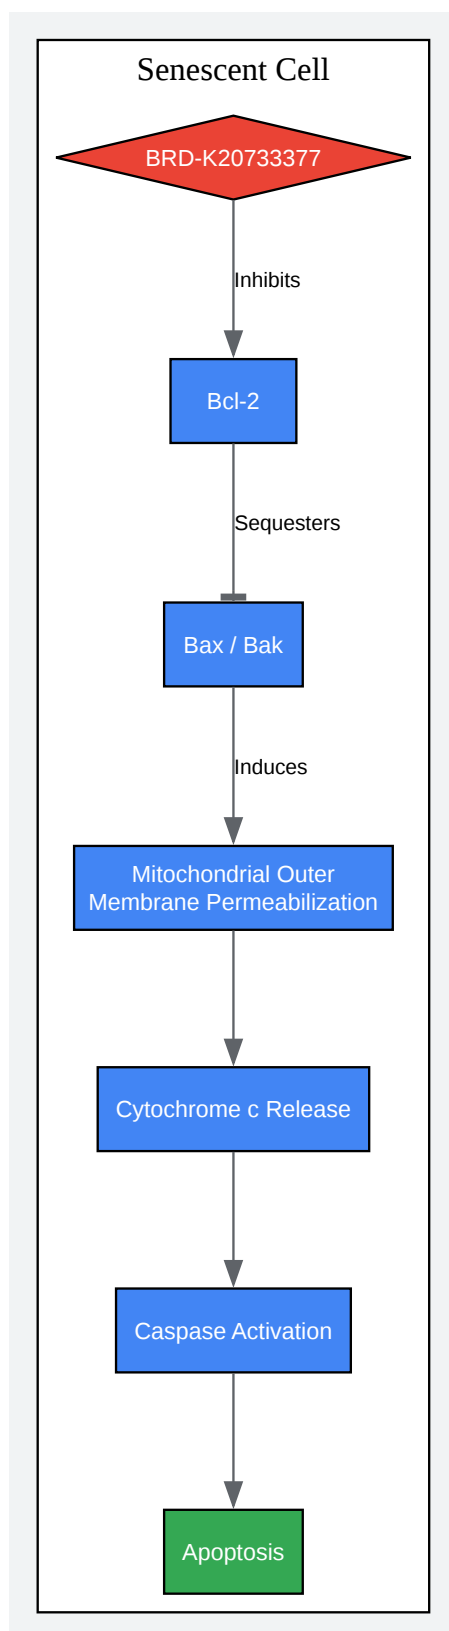 Senescent Cell
BRD-K20733377
Inhibits
Bcl-2
Sequesters
Bax / Bak
Induces
Mitochondrial Outer
Membrane Permeabilization
Cytochrome c Release
Caspase Activation
Apoptosis